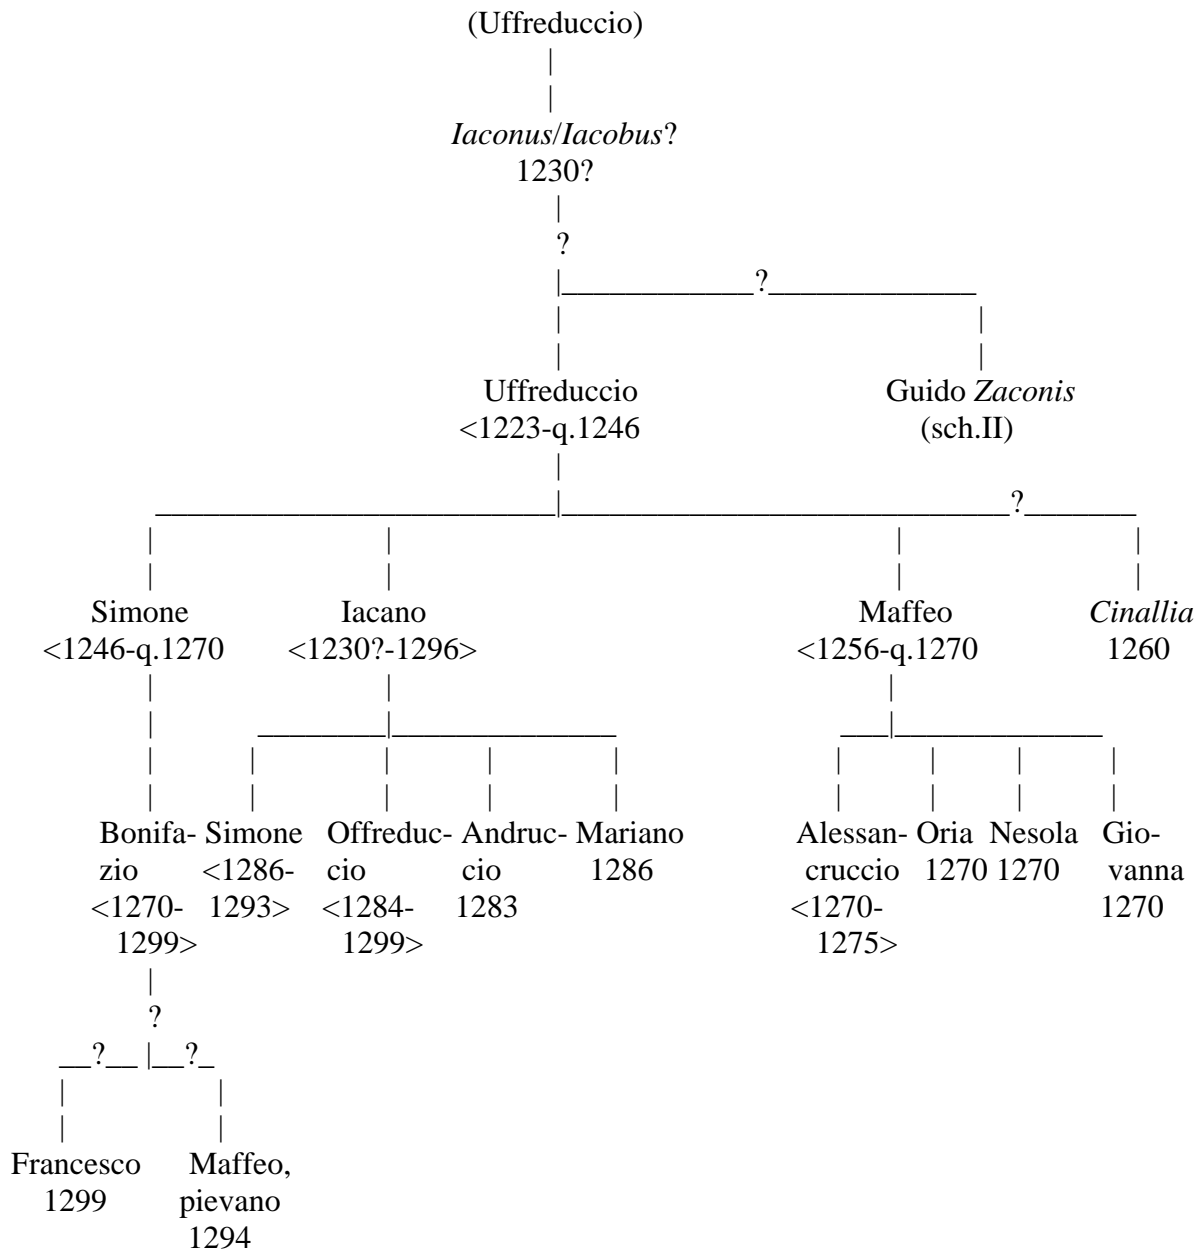 (Uffreduccio)
Iaconus/Iacobus?
1230?
?
?
Uffreduccio Guido Zaconis
<1223-q.1246 (sch.II)
?
Simone Iacano Maffeo Cinallia
<1246-q.1270 <1230?-1296> <1256-q.1270 1260
Bonifa- Simone Offreduc- Andruc- Mariano Alessan- Oria Nesola Gio-
zio <1286- cio cio 1286 cruccio 1270 1270 vanna
<1270- 1293> <1284- 1283 <1270- 1270
1299> 1299> 1275>
?
? ?
Francesco Maffeo,
1299 pievano
1294